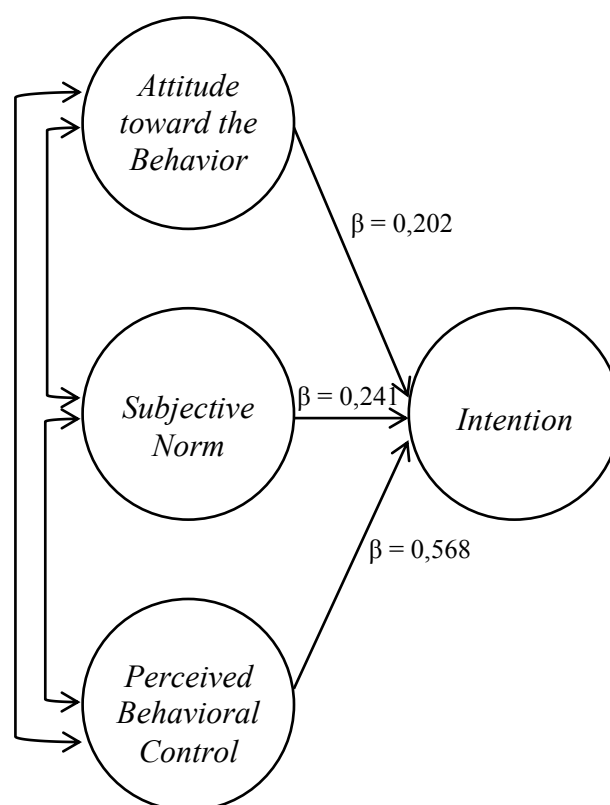 Attitude
toward the
Behavior
β = 0,202
Subjective
Norm
β = 0,241
Intention
β = 0,568
Perceived
Behavioral
Control